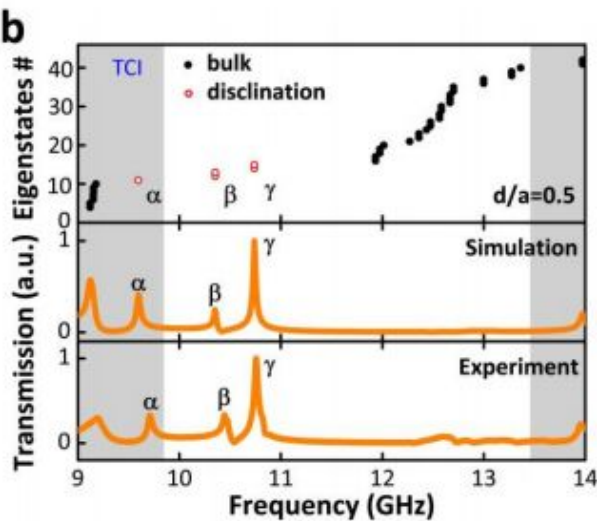 b
Eigenstates #
40
30
20
10
0
TCI
bulk
disclination
α
β
γ
d/a=0.5
Transmission (a.u.)
1
0
α
β
γ
Simulation
1
0
α
β
γ
Experiment
9 10 11 12 13 14
Frequency (GHz)